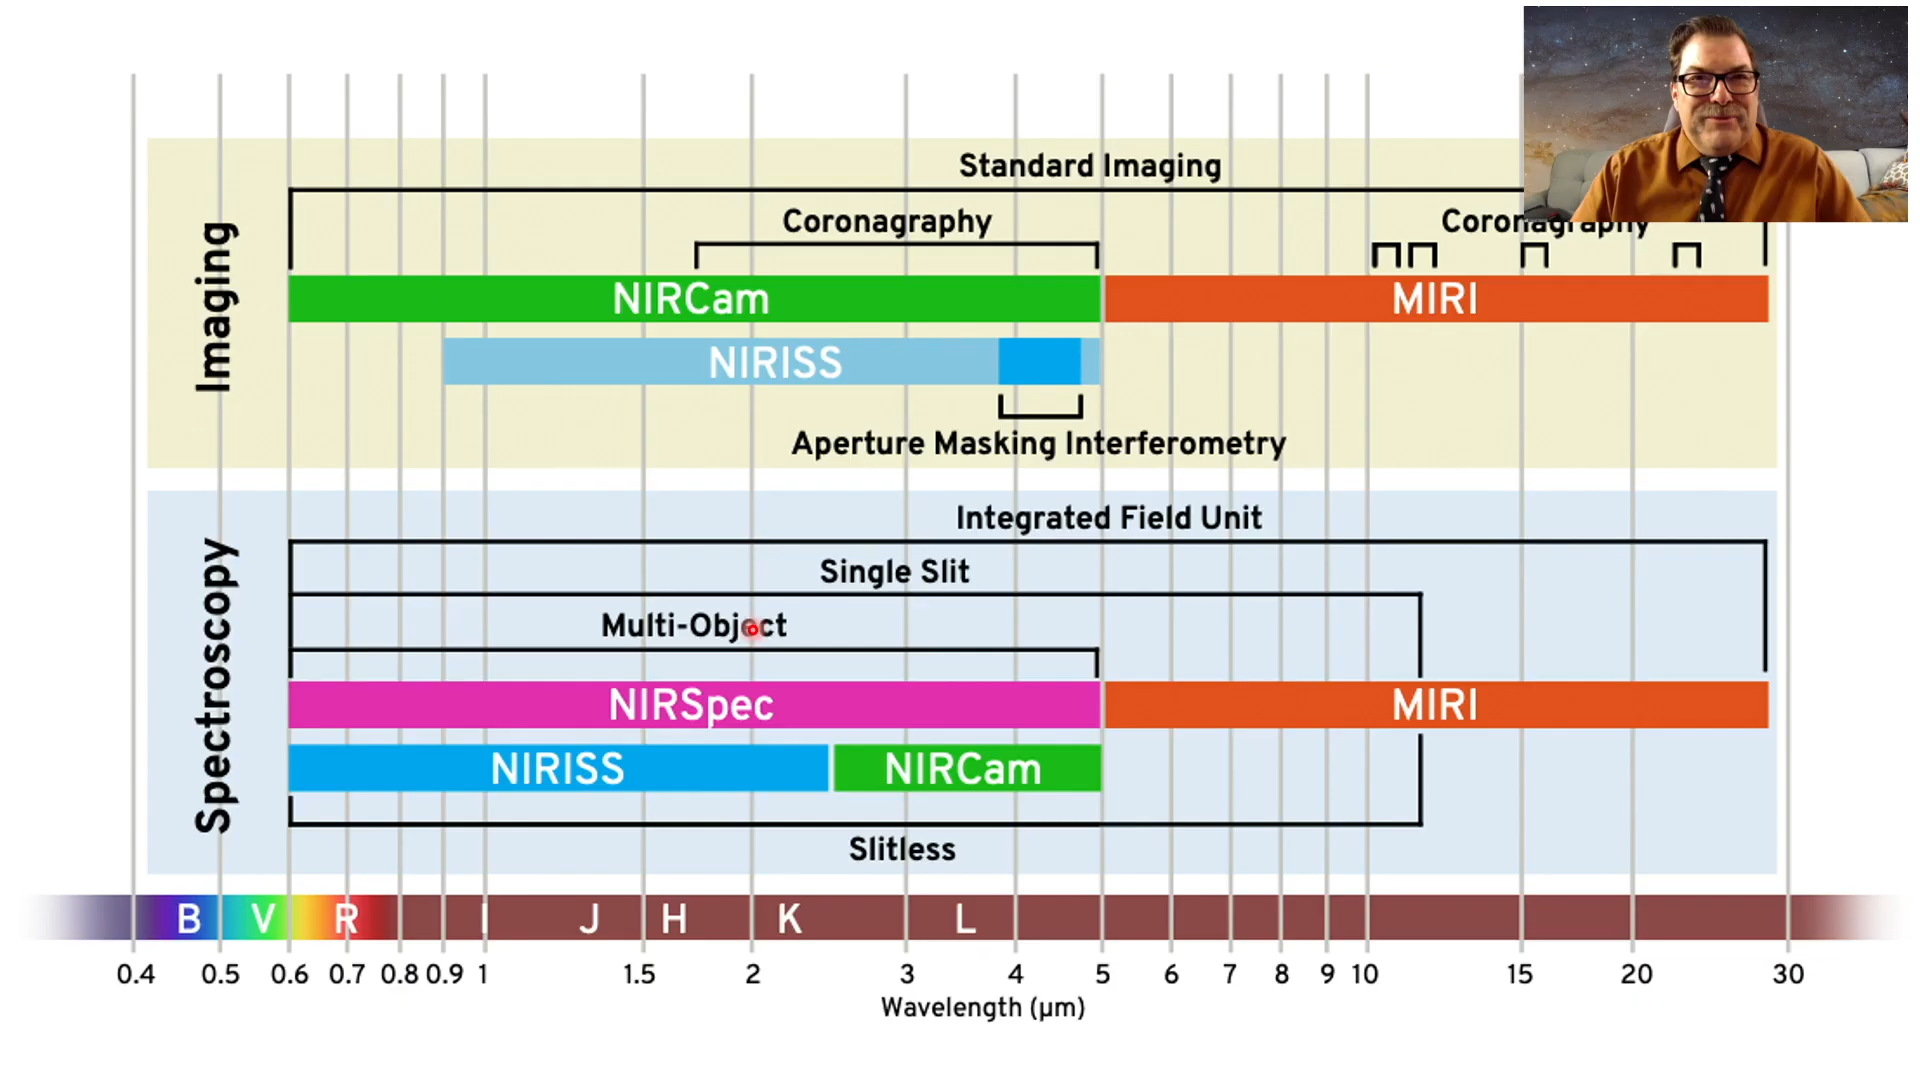 Standard Imaging
Coronagraphy
Coronagraphy
Imaging
NIRCam
MIRI
NIRISS
Aperture Masking Interferometry
Integrated Field Unit
Single Slit
Multi-Object
Spectroscopy
NIRSpec
MIRI
NIRISS
NIRCam
Slitless
B V R I J H K L
0.4 0.5 0.6 0.7 0.8 0.9 1 1.5 2 3 4 5 6 7 8 9 10 15 20 30
Wavelength (μm)